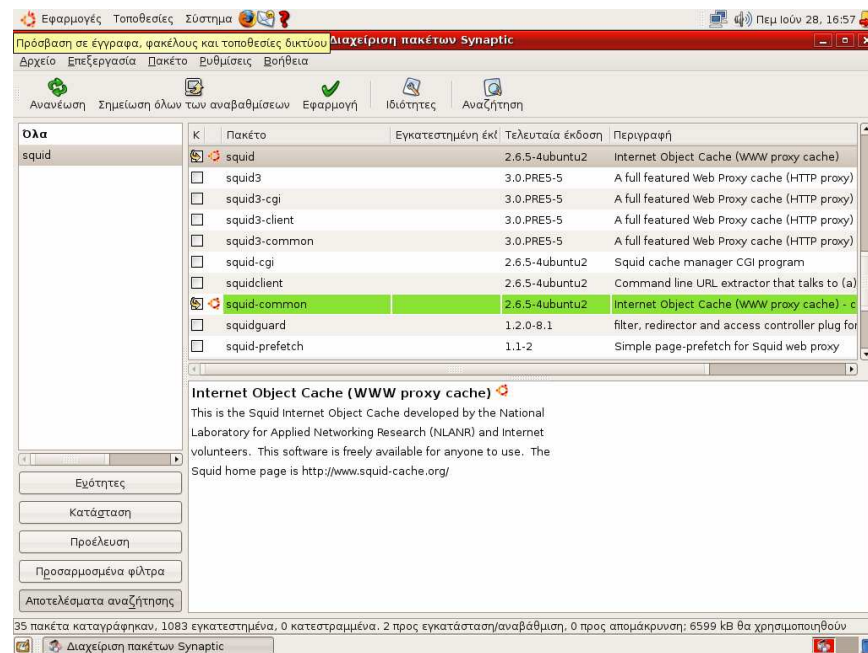 Εφαρμογές Τοποθεσίες Σύστημα Πεμ Ιούν 28, 16:57
Πρόσβαση σε έγγραφα, φακέλους και τοποθεσίες δικτύου
Διαχείριση πακέτων Synaptic
Αρχείο Επεξεργασία Πακέτο Ρυθμίσεις Βοήθεια
Ανανέωση Σημείωση όλων των αναβαθμίσεων Εφαρμογή Ιδιότητες Αναζήτηση
Όλα
squid
Κ Πακέτο Εγκατεστημένη έκδ Τελευταία έκδοση Περιγραφή
squid 2.6.5-4ubuntu2 Internet Object Cache (WWW proxy cache)
squid3 3.0.PRE5-5 A full featured Web Proxy cache (HTTP proxy)
squid3-cgi 3.0.PRE5-5 A full featured Web Proxy cache (HTTP proxy)
squid3-client 3.0.PRE5-5 A full featured Web Proxy cache (HTTP proxy)
squid3-common 3.0.PRE5-5 A full featured Web Proxy cache (HTTP proxy)
squid-cgi 2.6.5-4ubuntu2 Squid cache manager CGI program
squidclient 2.6.5-4ubuntu2 Command line URL extractor that talks to (a)
squid-common 2.6.5-4ubuntu2 Internet Object Cache (WWW proxy cache) - c
squidguard 1.2.0-8.1 filter, redirector and access controller plug for
squid-prefetch 1.1-2 Simple page-prefetch for Squid web proxy
Internet Object Cache (WWW proxy cache)
This is the Squid Internet Object Cache developed by the National
Laboratory for Applied Networking Research (NLANR) and Internet
volunteers. This software is freely available for anyone to use. The
Squid home page is http://www.squid-cache.org/
Ενότητες
Κατάσταση
Προέλευση
Προσαρμοσμένα φίλτρα
Αποτελέσματα αναζήτησης
35 πακέτα καταγράφηκαν, 1083 εγκατεστημένα, 0 κατεστραμμένα. 2 προς εγκατάσταση/αναβάθμιση, 0 προς απομάκρυνση; 6599 kB θα χρησιμοποιηθούν
Διαχείριση πακέτων Synaptic